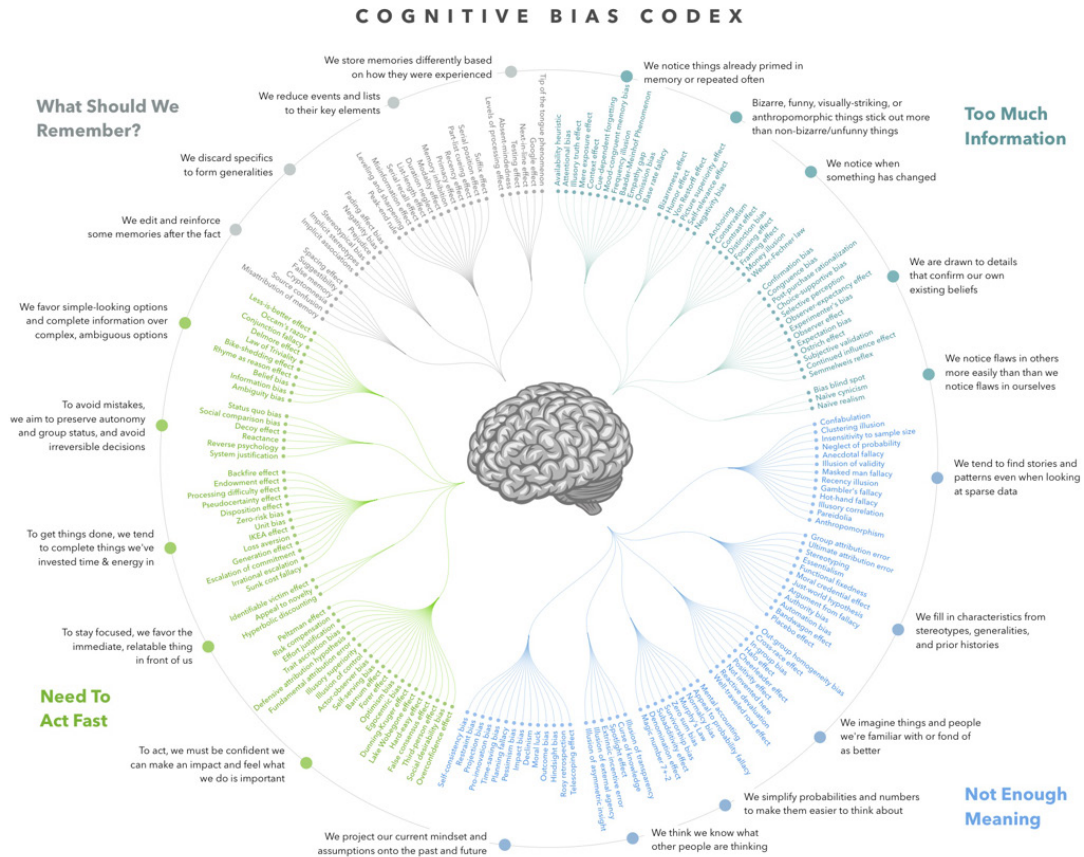 COGNITIVE BIAS CODEX
What Should We
Remember?
Too Much
Information
Need To
Act Fast
Not Enough
Meaning
We store memories differently based
on how they were experienced
We reduce events and lists
to their key elements
We discard specifics
to form generalities
We edit and reinforce
some memories after the fact
We favor simple-looking options
and complete information over
complex, ambiguous options
To avoid mistakes,
we aim to preserve autonomy
and group status, and avoid
irreversible decisions
To get things done, we tend
to complete things we've
invested time & energy in
To stay focused, we favor the
immediate, relatable thing
in front of us
To act, we must be confident we
can make an impact and feel what
we do is important
We project our current mindset and
assumptions onto the past and future
We notice things already primed in
memory or repeated often
Bizarre, funny, visually-striking, or
anthropomorphic things stick out more
than non-bizarre/unfunny things
We notice when
something has changed
We are drawn to details
that confirm our own
existing beliefs
We notice flaws in others
more easily than than we
notice flaws in ourselves
We tend to find stories and
patterns even when looking
at sparse data
We fill in characteristics from
stereotypes, generalities,
and prior histories
We imagine things and people
we're familiar with or fond of
as better
We simplify probabilities and numbers
to make them easier to think about
We think we know what
other people are thinking
Availability heuristic
Attentional bias
Illusory truth effect
Mere exposure effect
Context effect
Cue-dependent forgetting
Mood-congruent memory bias
Frequency illusion
Baader-Meinhof Phenomenon
Empathy gap
Omission bias
Base rate fallacy
Bizarreness effect
Humor effect
Von Restorff effect
Picture superiority effect
Self-relevance effect
Negativity bias
Anchoring
Conservatism
Contrast effect
Distinction bias
Focusing effect
Framing effect
Money illusion
Weber-Fechner law
Confirmation bias
Congruence bias
Post-purchase rationalization
Choice-supportive bias
Selective perception
Observer-expectancy effect
Experimenter's bias
Observer effect
Expectation bias
Ostrich effect
Subjective validation
Continued influence effect
Semmelweis reflex
Bias blind spot
Naïve cynicism
Naïve realism
Confabulation
Clustering illusion
Insensitivity to sample size
Neglect of probability
Anecdotal fallacy
Illusion of validity
Masked man fallacy
Recency illusion
Gambler's fallacy
Hot-hand fallacy
Illusory correlation
Pareidolia
Anthropomorphism
Group attribution error
Ultimate attribution error
Stereotyping
Essentialism
Functional fixedness
Moral credential effect
Just-world hypothesis
Argument from fallacy
Authority bias
Automation bias
Bandwagon effect
Placebo effect
Out-group homogeneity bias
Cross-race effect
In-group bias
Halo effect
Cheerleader effect
Positivity effect
Not invented here
Reactive devaluation
Well-traveled road effect
Mental accounting
Appeal to probability fallacy
Normalcy bias
Murphy's Law
Zero sum bias
Survivorship bias
Subadditivity effect
Denomination effect
Magic number 7+-2
Illusion of transparency
Curse of knowledge
Spotlight effect
Extrinsic incentive error
Illusion of external agency
Illusion of asymmetric insight
Telescoping effect
Rosy retrospection
Hindsight bias
Outcome bias
Moral luck
Declinism
Impact bias
Pessimism bias
Planning fallacy
Time-saving bias
Pro-innovation bias
Projection bias
Restraint bias
Self-consistency bias
Overconfidence effect
Social desirability bias
Third-person effect
False consensus effect
Hard-easy effect
Lake Wobegone effect
Dunning-Kruger effect
Egocentric bias
Optimism bias
Forer effect
Barnum effect
Self-serving bias
Actor-observer bias
Illusion of control
Illusory superiority
Fundamental attribution error
Defensive attribution hypothesis
Trait ascription bias
Effort justification
Risk compensation
Peltzman effect
Hyperbolic discounting
Appeal to novelty
Identifiable victim effect
Sunk cost fallacy
Irrational escalation
Escalation of commitment
Generation effect
Loss aversion
IKEA effect
Unit bias
Zero-risk bias
Disposition effect
Pseudocertainty effect
Processing difficulty effect
Endowment effect
Backfire effect
System justification
Reverse psychology
Reactance
Decoy effect
Social comparison bias
Status quo bias
Ambiguity bias
Information bias
Belief bias
Rhyme as reason effect
Bike-shedding effect
Law of Triviality
Delmore effect
Conjunction fallacy
Occam's razor
Less-is-better effect
Misattribution of memory
Source confusion
Cryptomnesia
False memory
Suggestibility
Spacing effect
Implicit associations
Implicit stereotypes
Stereotypical bias
Prejudice
Negativity bias
Fading affect bias
Peak-end rule
Leveling and sharpening
Misinformation effect
Serial recall effect
List-length effect
Duration neglect
Modality effect
Memory inhibition
Primacy effect
Recency effect
Part-list cueing effect
Serial position effect
Suffix effect
Levels of processing effect
Absent-mindedness
Testing effect
Next-in-line effect
Google effect
Tip of the tongue phenomenon